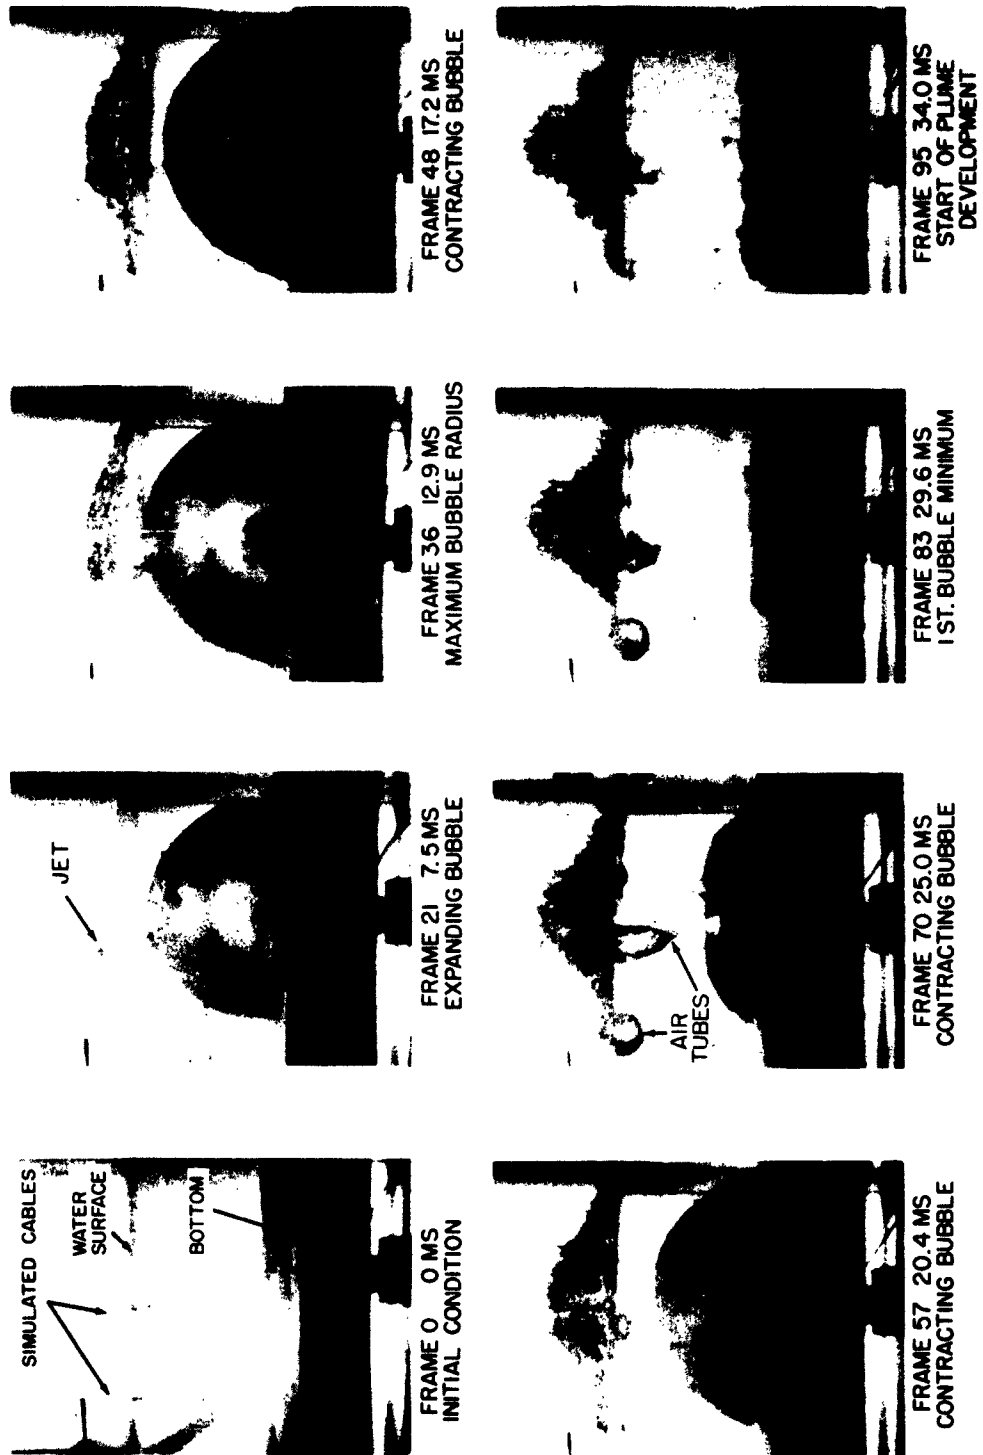 SIMULATED CABLES
WATER
SURFACE
BOTTOM
FRAME 0 0 MS
INITIAL CONDITION
JET
FRAME 21 7.5 MS
EXPANDING BUBBLE
FRAME 36 12.9 MS
MAXIMUM BUBBLE RADIUS
FRAME 48 17.2 MS
CONTRACTING BUBBLE
FRAME 57 20.4 MS
CONTRACTING BUBBLE
AIR
TUBES
FRAME 70 25.0 MS
CONTRACTING BUBBLE
FRAME 83 29.6 MS
1 ST. BUBBLE MINIMUM
FRAME 95 34.0 MS
START OF PLUME
DEVELOPMENT